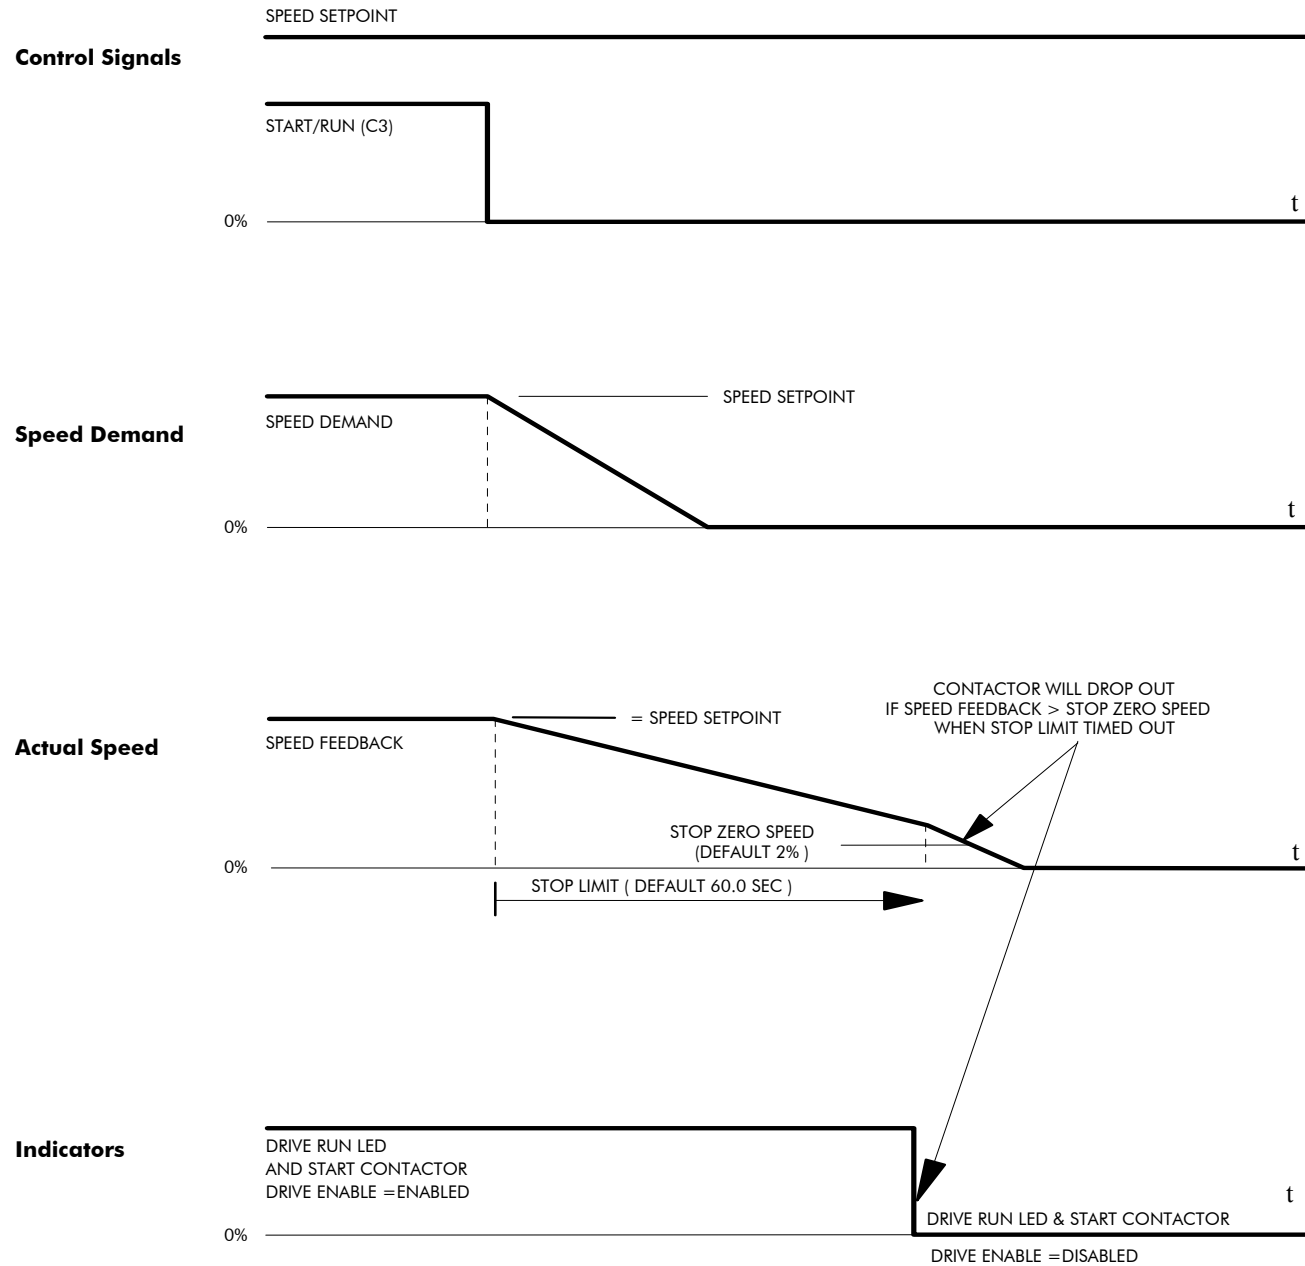 SPEED SETPOINT
Control Signals
START/RUN (C3)
t
0%
SPEED SETPOINT
SPEED DEMAND
Speed Demand
t
0%
CONTACTOR WILL DROP OUT
IF SPEED FEEDBACK > STOP ZERO SPEED
WHEN STOP LIMIT TIMED OUT
= SPEED SETPOINT
SPEED FEEDBACK
Actual Speed
STOP ZERO SPEED
(DEFAULT 2% )
t
0%
STOP LIMIT ( DEFAULT 60.0 SEC )
Indicators
DRIVE RUN LED
AND START CONTACTOR
DRIVE ENABLE =ENABLED
t
DRIVE RUN LED & START CONTACTOR
0%
DRIVE ENABLE =DISABLED